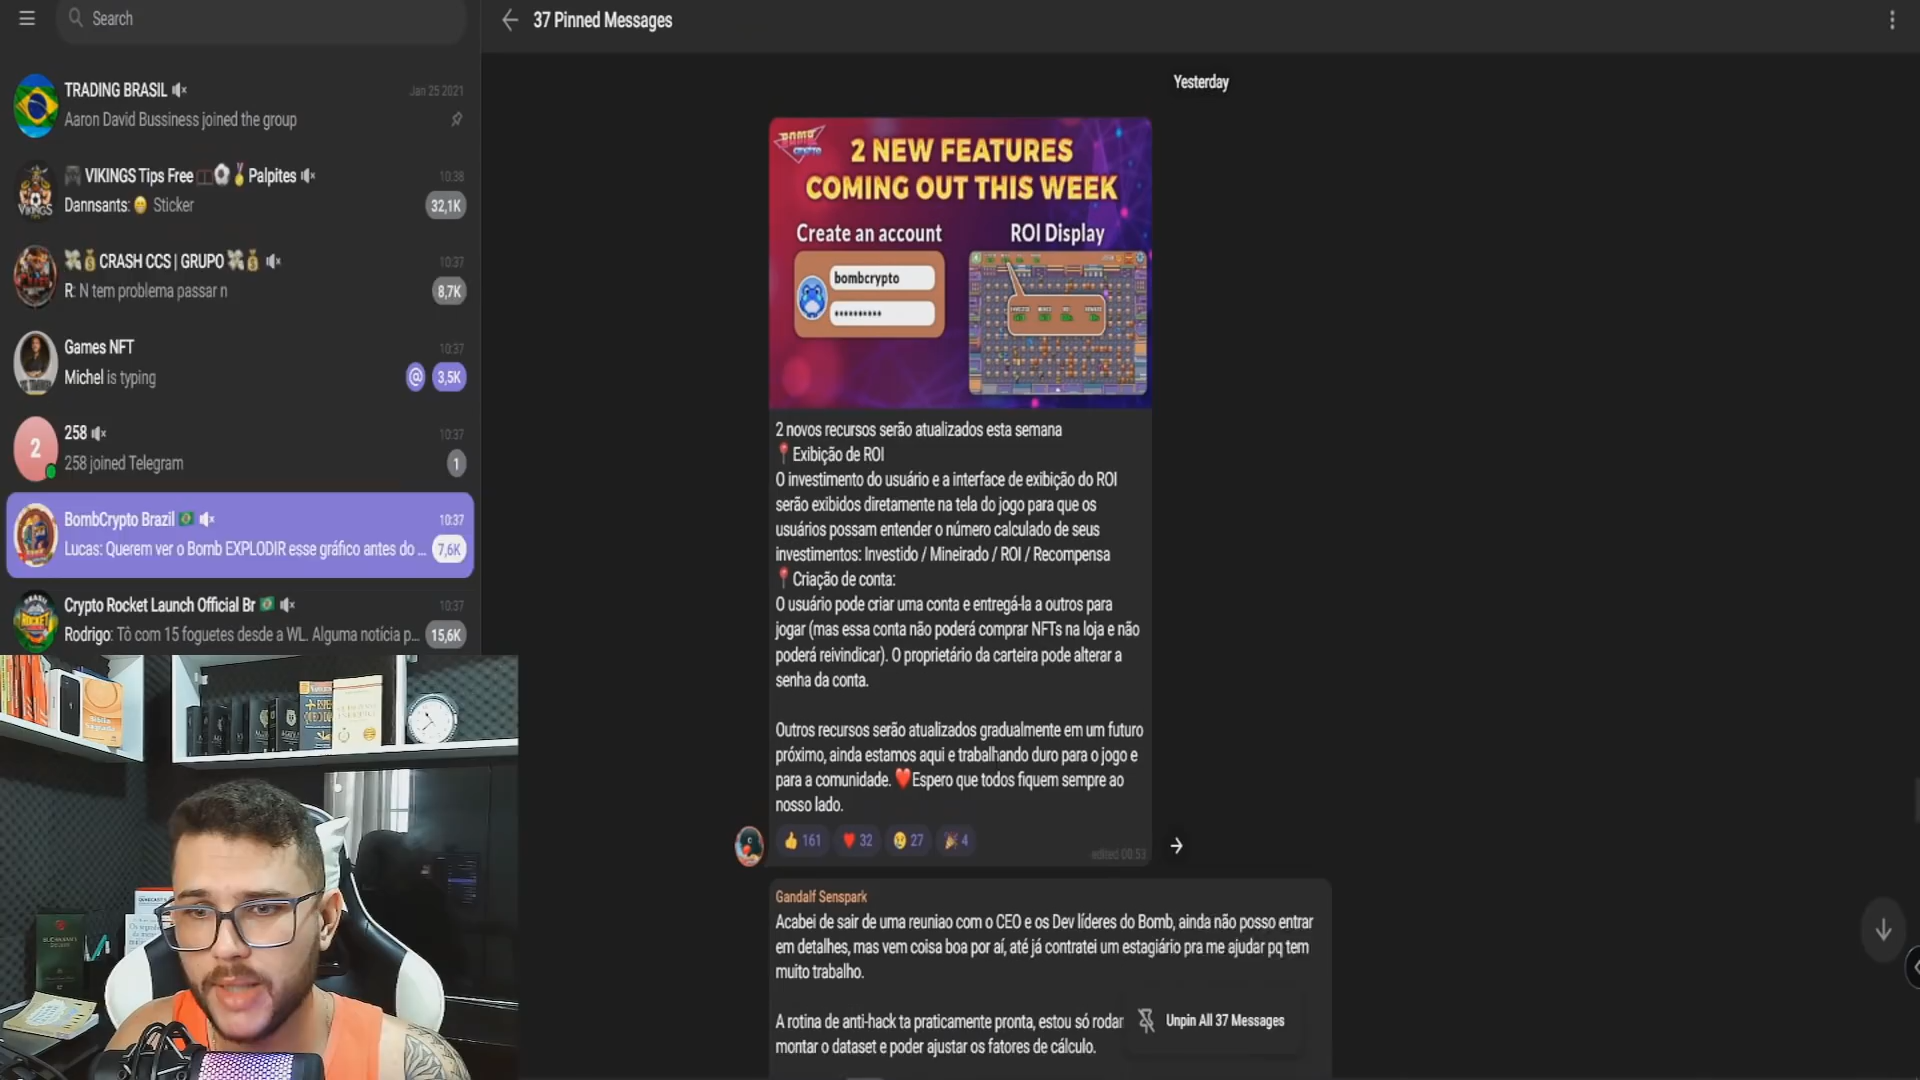 Search
TRADING BRASIL
Jan 25 2021
Aaron David Bussiness joined the group
VIKINGS Tips Free Palpites
10:38
Dannsants: Sticker
32,1K
CRASH CCS | GRUPO
10:37
R: N tem problema passar n
8,7K
Games NFT
10:37
Michel is typing
@ 3,5K
258
10:37
2
258 joined Telegram
1
BombCrypto Brazil
10:37
Lucas: Querem ver o Bomb EXPLODIR esse gráfico antes do ...
7,6K
Crypto Rocket Launch Official Br
10:37
Rodrigo: Tô com 15 foguetes desde a WL. Alguma notícia p...
15,6K
37 Pinned Messages
Yesterday
BOMB CRYPTO
2 NEW FEATURES
COMING OUT THIS WEEK
Create an account
ROI Display
bombcrypto
2 novos recursos serão atualizados esta semana
Exibição de ROI
O investimento do usuário e a interface de exibição do ROI
serão exibidos diretamente na tela do jogo para que os
usuários possam entender o número calculado de seus
investimentos: Investido / Mineirado / ROI / Recompensa
Criação de conta:
O usuário pode criar uma conta e entregá-la a outros para
jogar (mas essa conta não poderá comprar NFTs na loja e não
poderá reivindicar). O proprietário da carteira pode alterar a
senha da conta.
Outros recursos serão atualizados gradualmente em um futuro
próximo, ainda estamos aqui e trabalhando duro para o jogo e
para a comunidade. Espero que todos fiquem sempre ao
nosso lado.
161 32 27 4
edited 00:53
Gandalf Senspark
Acabei de sair de uma reuniao com o CEO e os Dev líderes do Bomb, ainda não posso entrar
em detalhes, mas vem coisa boa por aí, até já contratei um estagiário pra me ajudar pq tem
muito trabalho.
A rotina de anti-hack ta praticamente pronta, estou só rodar
montar o dataset e poder ajustar os fatores de cálculo.
Unpin All 37 Messages